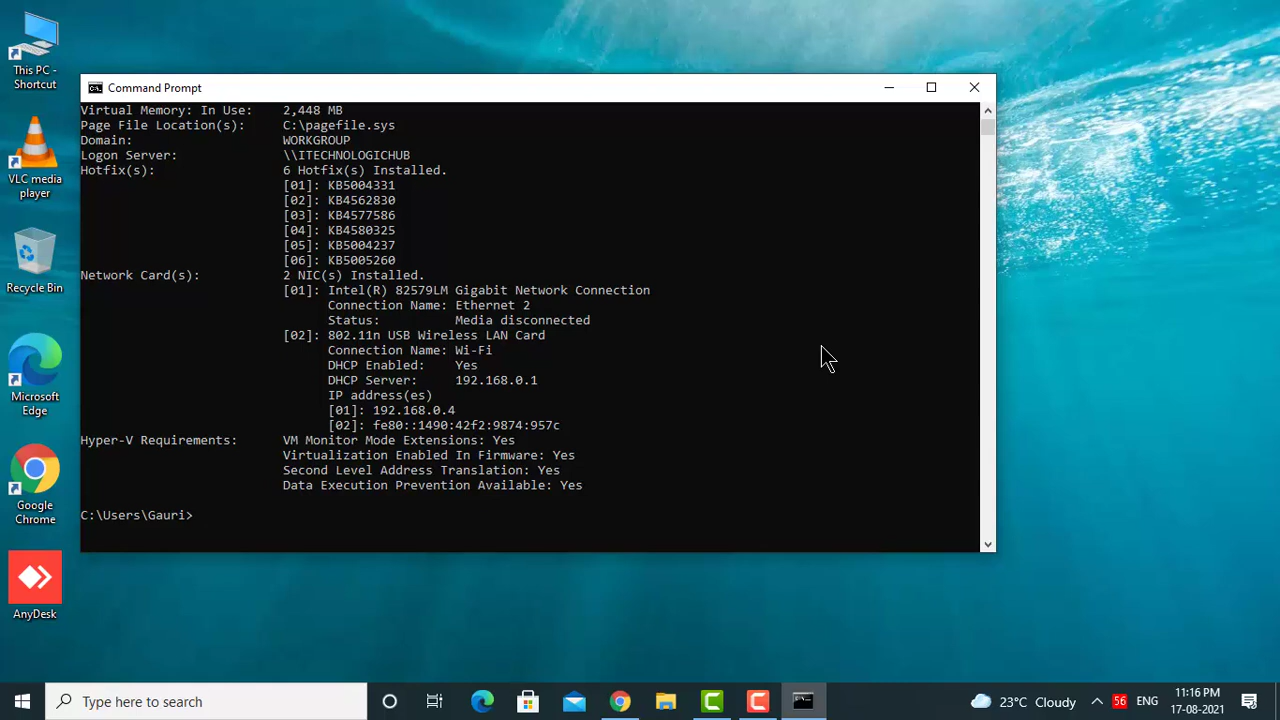 This PC -
Shortcut
VLC media
player
Recycle Bin
Microsoft
Edge
Google
Chrome
AnyDesk
Command Prompt
Virtual Memory: In Use:    2,448 MB
Page File Location(s):     C:\pagefile.sys
Domain:                    WORKGROUP
Logon Server:              \\ITECHNOLOGICHUB
Hotfix(s):                 6 Hotfix(s) Installed.
[01]: KB5004331
[02]: KB4562830
[03]: KB4577586
[04]: KB4580325
[05]: KB5004237
[06]: KB5005260
Network Card(s):           2 NIC(s) Installed.
[01]: Intel(R) 82579LM Gigabit Network Connection
Connection Name: Ethernet 2
Status:          Media disconnected
[02]: 802.11n USB Wireless LAN Card
Connection Name: Wi-Fi
DHCP Enabled:    Yes
DHCP Server:     192.168.0.1
IP address(es)
[01]: 192.168.0.4
[02]: fe80::1490:42f2:9874:957c
Hyper-V Requirements:      VM Monitor Mode Extensions: Yes
Virtualization Enabled In Firmware: Yes
Second Level Address Translation: Yes
Data Execution Prevention Available: Yes
C:\Users\Gauri>
Type here to search
23°C Cloudy
56
ENG
11:16 PM
17-08-2021